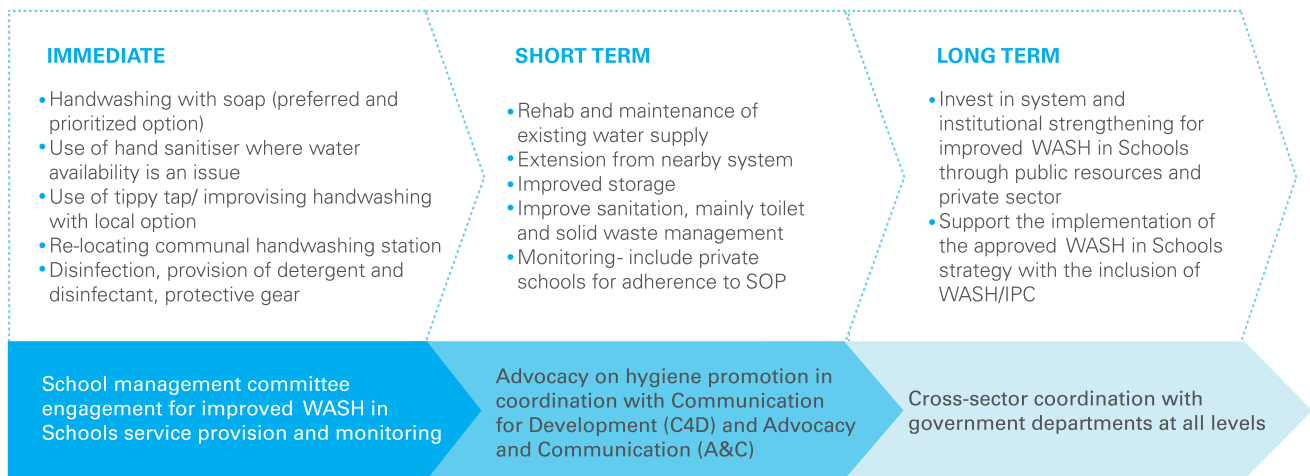 IMMEDIATE
• Handwashing with soap (preferred and
prioritized option)
• Use of hand sanitiser where water
availability is an issue
• Use of tippy tap/ improvising handwashing
with local option
• Re-locating communal handwashing station
• Disinfection, provision of detergent and
disinfectant, protective gear
SHORT TERM
• Rehab and maintenance of
existing water supply
• Extension from nearby system
• Improved storage
• Improve sanitation, mainly toilet
and solid waste management
• Monitoring- include private
schools for adherence to SOP
LONG TERM
• Invest in system and
institutional strengthening for
improved WASH in Schools
through public resources and
private sector
• Support the implementation of
the approved WASH in Schools
strategy with the inclusion of
WASH/IPC
School management committee
engagement for improved WASH in
Schools service provision and monitoring
Advocacy on hygiene promotion in
coordination with Communication
for Development (C4D) and Advocacy
and Communication (A&C)
Cross-sector coordination with
government departments at all levels